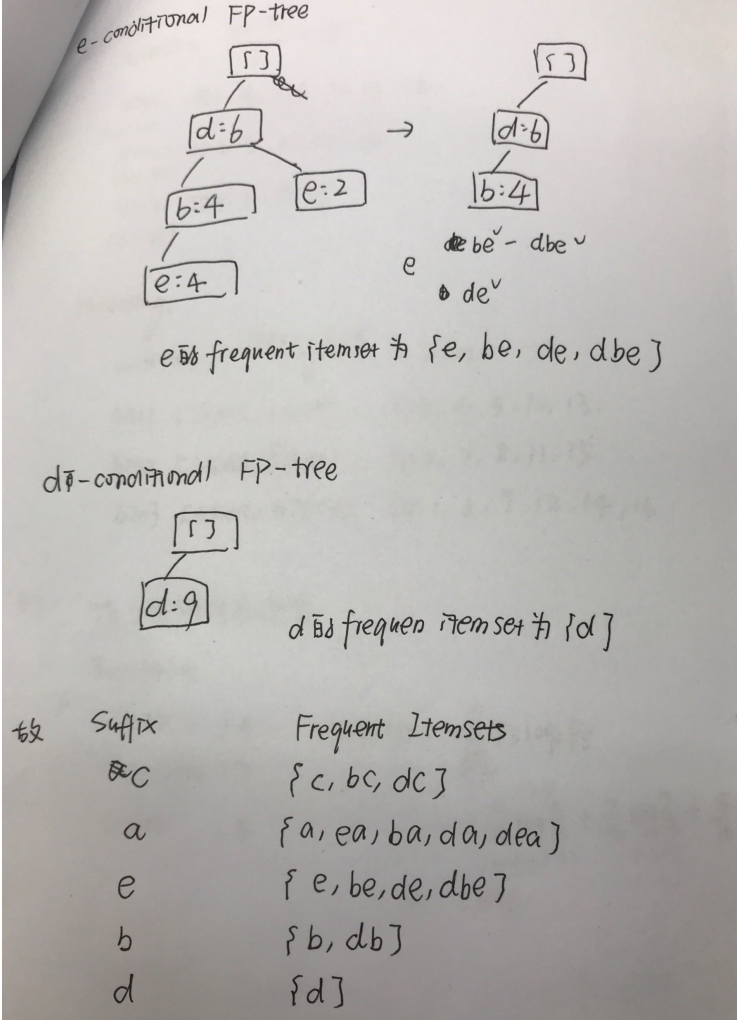 e-conditional FP-tree
[ ] [ ]
d:6 → d:6
b:4 e:2 b:4
e:4
e be✓ - dbe✓
de✓
e的 frequent itemset 为 {e, be, de, dbe}
d的-conditional FP-tree
[ ]
d:9
d的 frequen itemset 为 {d}
故 Suffix Frequent Itemsets
C {c, bc, dc}
a {a, ea, ba, da, dea}
e {e, be, de, dbe}
b {b, db}
d {d}